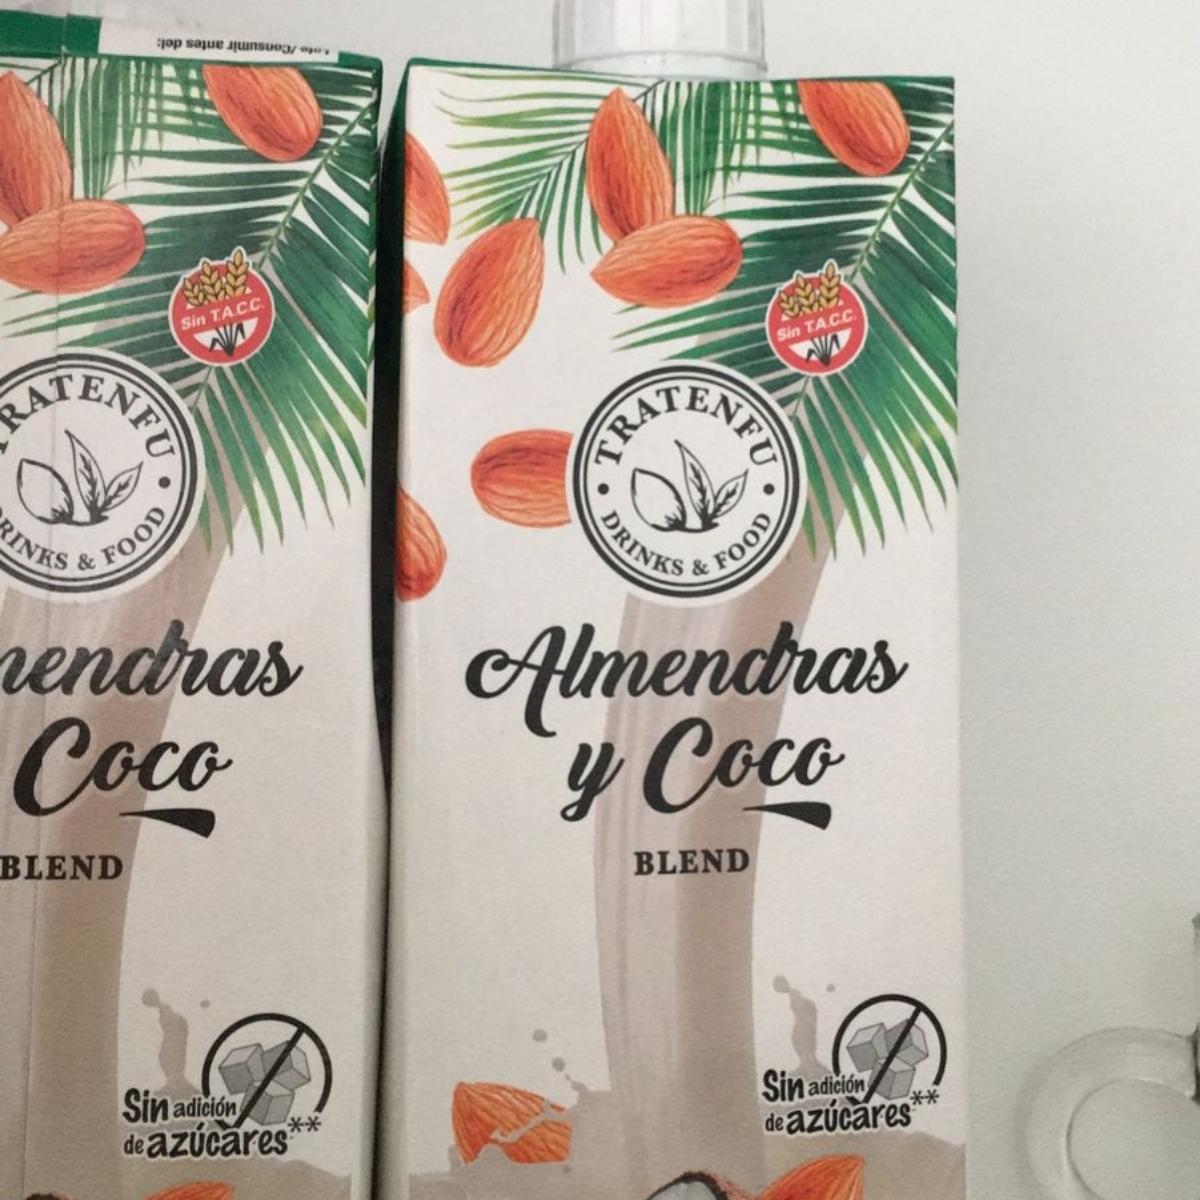 Lote/Consumir antes del:
Sin T.A.C.C.
RATENFU
DRINKS & FOOD
mendras
Coco
BLEND
Sin adición
de azúcares**
Sin T.A.C.C.
TRATENFU
DRINKS & FOOD
Almendras
y Coco
BLEND
Sin adición
de azúcares**